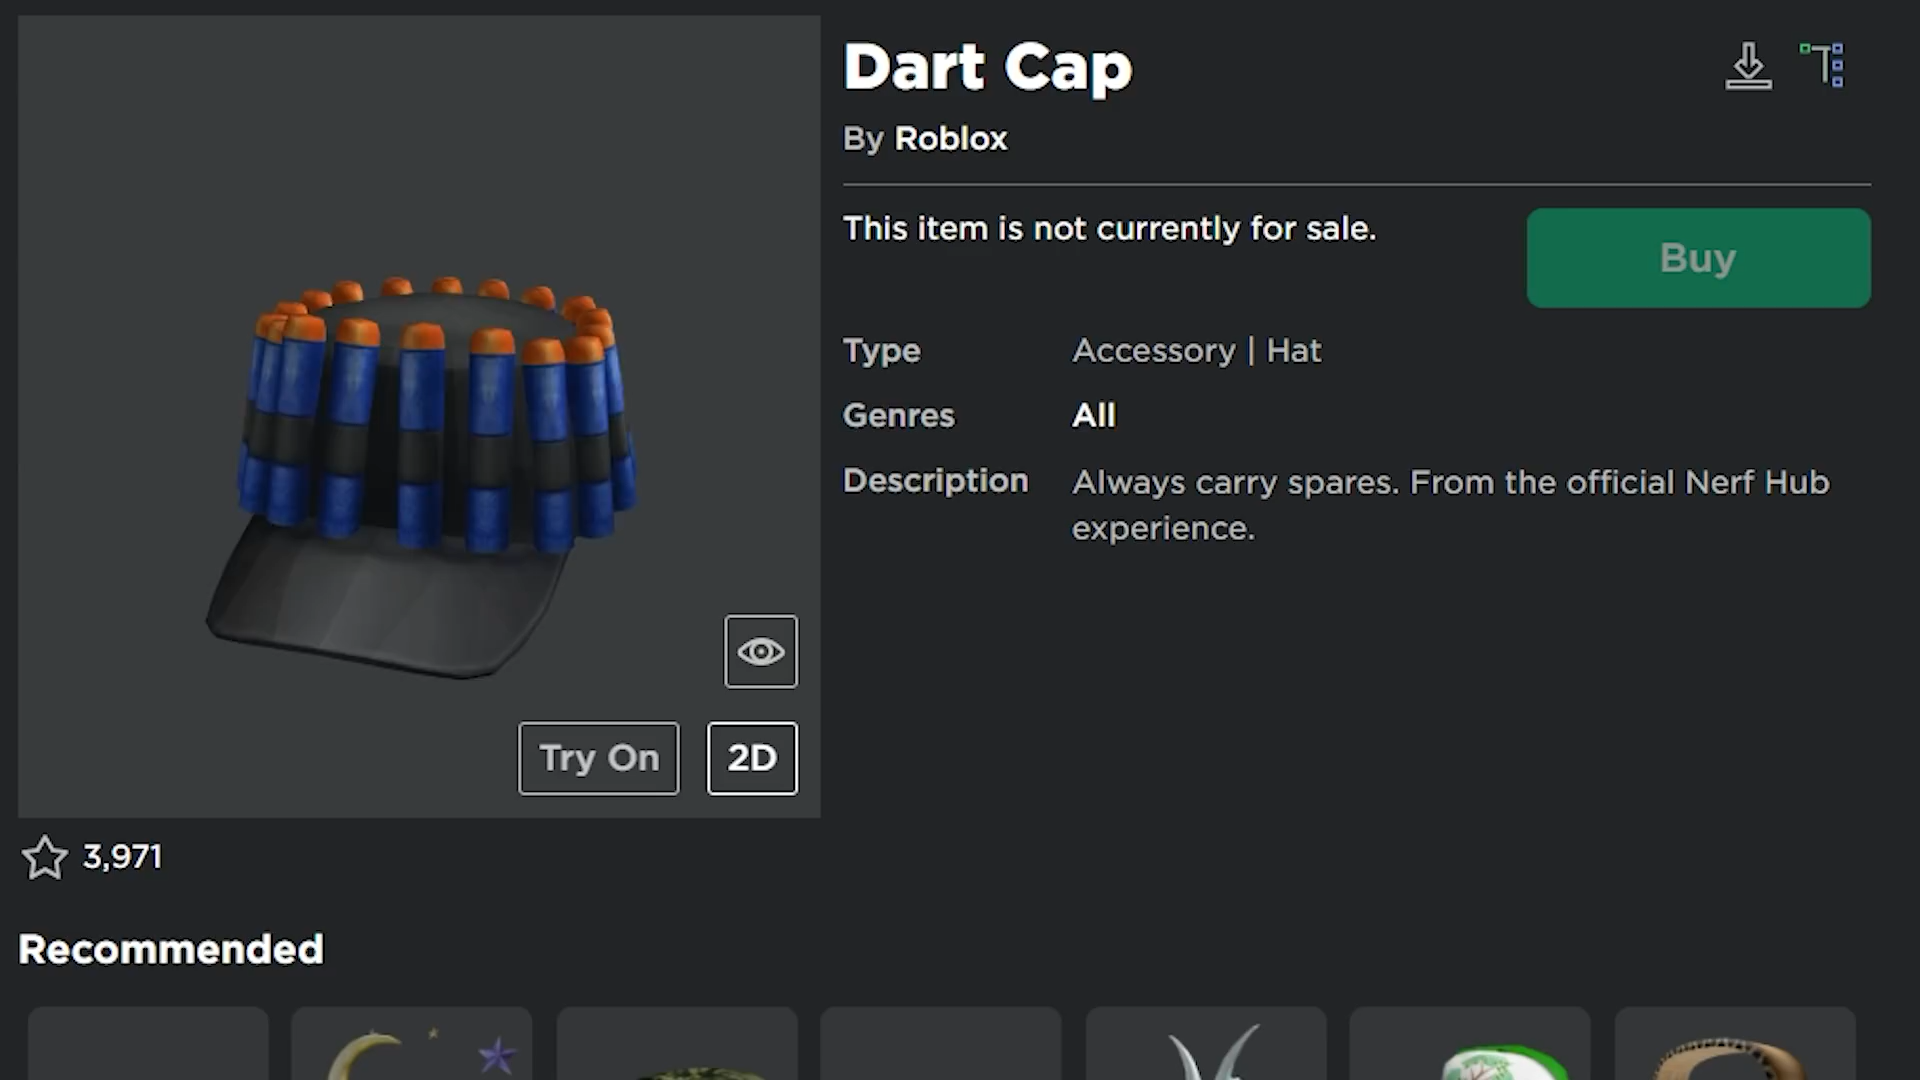 Dart Cap
By Roblox
This item is not currently for sale.
Buy
Type Accessory | Hat
Genres All
Description Always carry spares. From the official Nerf Hub
experience.
Try On 2D
3,971
Recommended